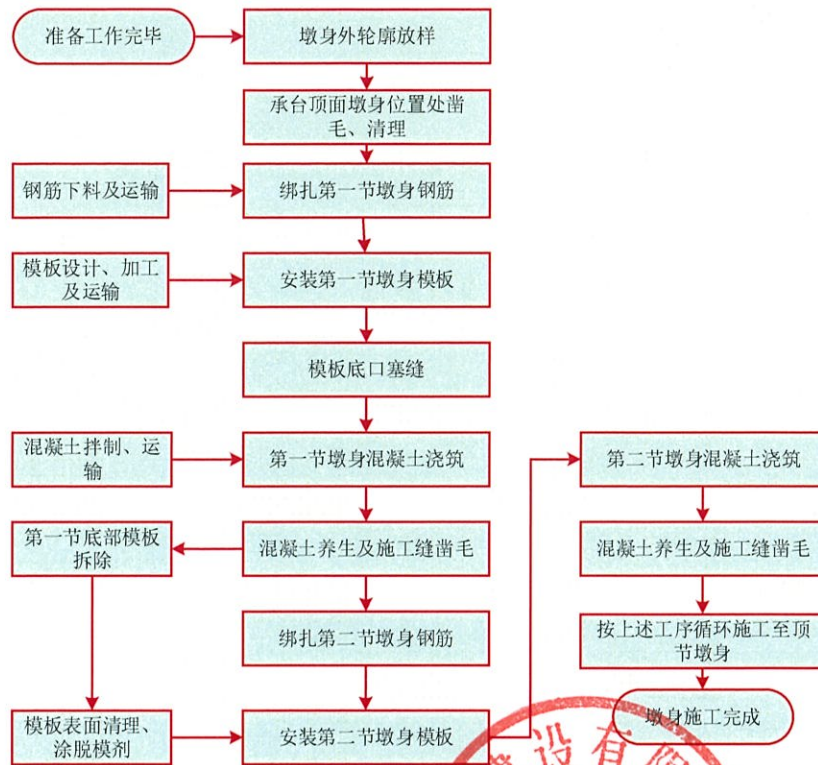 准备工作完毕
墩身外轮廓放样
承台顶面墩身位置处凿
毛、清理
钢筋下料及运输
绑扎第一节墩身钢筋
模板设计、加工
及运输
安装第一节墩身模板
模板底口塞缝
混凝土拌制、运
输
第一节墩身混凝土浇筑
第一节底部模板
拆除
混凝土养生及施工缝凿毛
绑扎第二节墩身钢筋
模板表面清理、
涂脱模剂
安装第二节墩身模板
第二节墩身混凝土浇筑
混凝土养生及施工缝凿毛
按上述工序循环施工至顶
节墩身
墩身施工完成
建设有限